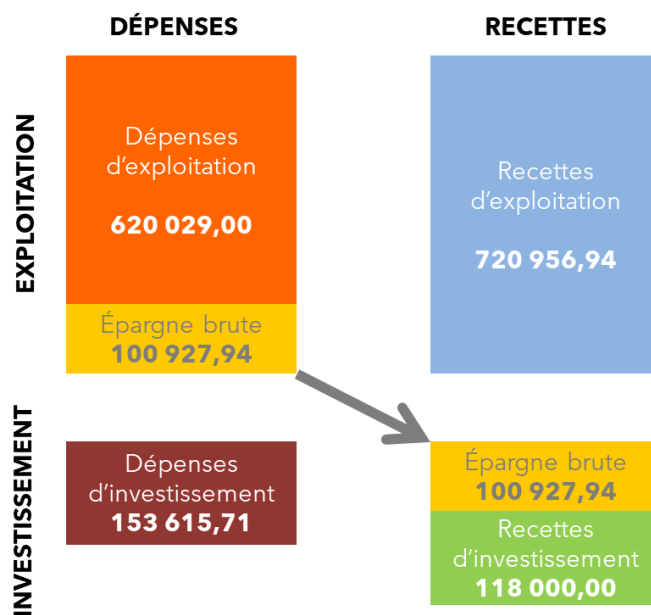 DÉPENSES
RECETTES
EXPLOITATION
Dépenses
d’exploitation
620 029,00
Épargne brute
100 927,94
Recettes
d’exploitation
720 956,94
INVESTISSEMENT
Dépenses
d’investissement
153 615,71
Épargne brute
100 927,94
Recettes
d’investissement
118 000,00